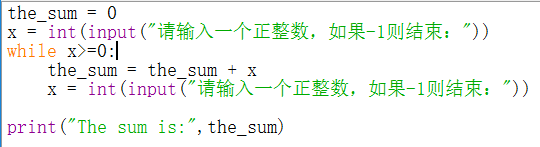 the_sum = 0
x = int(input("请输入一个正整数，如果-1则结束："))
while x>=0:
    the_sum = the_sum + x
    x = int(input("请输入一个正整数，如果-1则结束："))
print("The sum is:",the_sum)